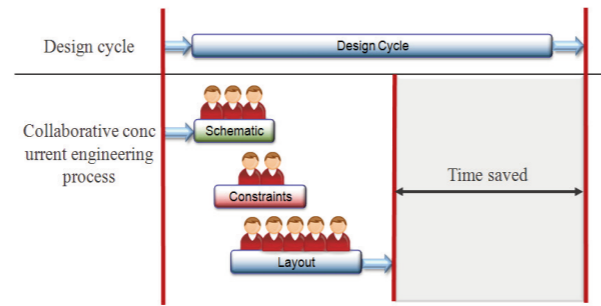 Design cycle
Design Cycle
Collaborative conc
urrent engineering
process
Schematic
Constraints
Layout
Time saved